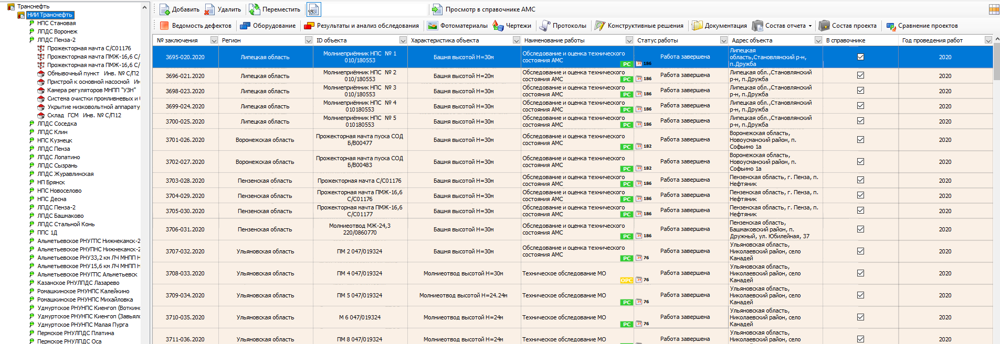 Транснефть
НИИ Транснефть
НПС Становая
ЛПДС Воронеж
ЛПДС Пенза-2
Прожекторная мачта С/С01176
Прожекторная мачта ПМЖ-16,6 С/
Прожекторная мачта ПМЖ-16,6 С/
Обмывочный пункт Инв. № С/П2
Пристрой к основной насосной Ин
Камера регуляторов МНПП "УЗН"
Система очистки промливневых и
Укрытие низковольтной аппарату
Склад ГСМ Инв. № С/П12
ЛПДС Соседка
ЛПДС Клин
НПС Кузнецк
ЛПДС Пенза
ЛПДС Лопатино
ЛПДС Сызрань
ЛПДС Журавлинская
НП Брянск
НПС Новоселово
НПС Десна
ЛПДС Пенза-2
ЛПДС Башмаково
ЛПДС Стальной Конь
ППС 1Д
Альметьевское РНУГПС Нижнекамск-2
Альметьевское РНУПНС Нижнекамск-2
Альметьевское РНУ33,2 км ЛЧ МНПП Н
Альметьевское РНУ15,6 км ЛЧ МНПП Н
Альметьевское РНУГПС Альметьевск
Казанское РНУЛПДС Лазарево
Ромашкинское РНУНПС Калейкино
Ромашкинское РНУНПС Михайловка
Удмуртское РНУНПС Киенгоп (Воткинс
Удмуртское РНУНПС Киенгоп (Завьяло
Удмуртское РНУНПС Малая Пурга
Пермское РНУЛПДС Платина
Пермское РНУЛПДС Оса
Добавить Удалить Переместить Просмотр в справочнике АМС
Ведомость дефектов Оборудование Результаты и анализ обследования Фотоматериалы Чертежи Протоколы Конструктивные решения Документация Состав отчета Состав проекта Сравнение проектов
№ заключения Регион ID объекта Характеристика объекта Наименование работы Статус работы Адрес объекта В справочнике Год проведения работ
3695-020.2020 Липецкая область Молниеприёмник НПС № 1 010/180553 Башня высотой Н=30м Обследование и оценка технического состояния АМС РС 186 Работа завершена Липецкая область,Становлянский р-н, п.Дружба 2020
3696-021.2020 Липецкая область Молниеприёмник НПС № 2 010/180553 Башня высотой Н=20м Обследование и оценка технического состояния АМС РС 186 Работа завершена Липецкая обл.,Становлянский р-н, п.Дружба 2020
3698-023.2020 Липецкая область Молниеприёмник НПС № 3 010/180553 Башня высотой Н=30м Обследование и оценка технического состояния АМС РС 186 Работа завершена Липецкая обл.,Становлянский р-н, п.Дружба 2020
3699-024.2020 Липецкая область Молниеприёмник НПС № 4 010180553 Башня высотой Н=30м Обследование и оценка технического состояния АМС РС 186 Работа завершена Липецкая обл.,Становлянский р-н, п.Дружба 2020
3700-025.2020 Липецкая область Молниеприёмник НПС № 5 010180553 Башня высотой Н=30м Обследование и оценка технического состояния АМС РС 186 Работа завершена Липецкая обл.,Становлянский р-н, п.Дружба 2020
3701-026.2020 Воронежская область Прожекторная мачта пуска СОД Б/В00477 Башня высотой Н=30м Обследование и оценка технического состояния АМС РС 182 Работа завершена Воронежская область, Новоусманский район, п. Софьино 1а 2020
3702-027.2020 Воронежская область Прожекторная мачта пуска СОД Б/В00483 Башня высотой Н=30м Обследование и оценка технического состояния АМС РС 182 Работа завершена Воронежская область, Новоусманский район, п. Софьино 1а 2020
3703-028.2020 Пензенская область Прожекторная мачта С/С01176 Башня высотой Н=30м Обследование и оценка технического состояния АМС РС 186 Работа завершена Пензенская область, г. Пенза, п. Нефтяник 2020
3704-029.2020 Пензенская область Прожекторная мачта ПМЖ-16,6 С/С01176 Башня высотой Н=30м Обследование и оценка технического состояния АМС РС 186 Работа завершена Пензенская область, г. Пенза, п. Нефтяник 2020
3705-030.2020 Пензенская область Прожекторная мачта ПМЖ-16,6 С/С01177 Башня высотой Н=30м Обследование и оценка технического состояния АМС РС 186 Работа завершена Пензенская область, г. Пенза, п. Нефтяник 2020
3706-031.2020 Пензенская область Молниеотвод МЖ-24,3 220/0860770 Башня высотой Н=30м Обследование и оценка технического состояния АМС РС 186 Работа завершена Пензенская область, Башмаковский район, п. Дружный, ул. Юбилейная, 37 2020
3707-032.2020 Ульяновская область ПМ 2 047/019324 Башня высотой Н=30м Обследование и оценка технического состояния АМС РС 76 Работа завершена Ульяновская область, Николаевский район, село Канадей 2020
3708-033.2020 Ульяновская область ПМ 4 047/019324 Молниеотвод высотой Н=30м Техническое обследование МО ОРС 76 Работа завершена Ульяновская область, Николаевский район, село Канадей 2020
3709-034.2020 Ульяновская область ПМ 5 047/019324 Молниеотвод высотой Н=24.24м Техническое обследование МО РС 76 Работа завершена Ульяновская область, Николаевский район, село Канадей 2020
3710-035.2020 Ульяновская область М 6 047/019324 Молниеотвод высотой Н=24м Техническое обследование МО РС 76 Работа завершена Ульяновская область, Николаевский район, село Канадей 2020
3711-036.2020 Ульяновская область ПМ 8 047/019324 Молниеотвод высотой Н=24м Техническое обследование МО Работа завершена Ульяновская область, Николаевский район, село 2020